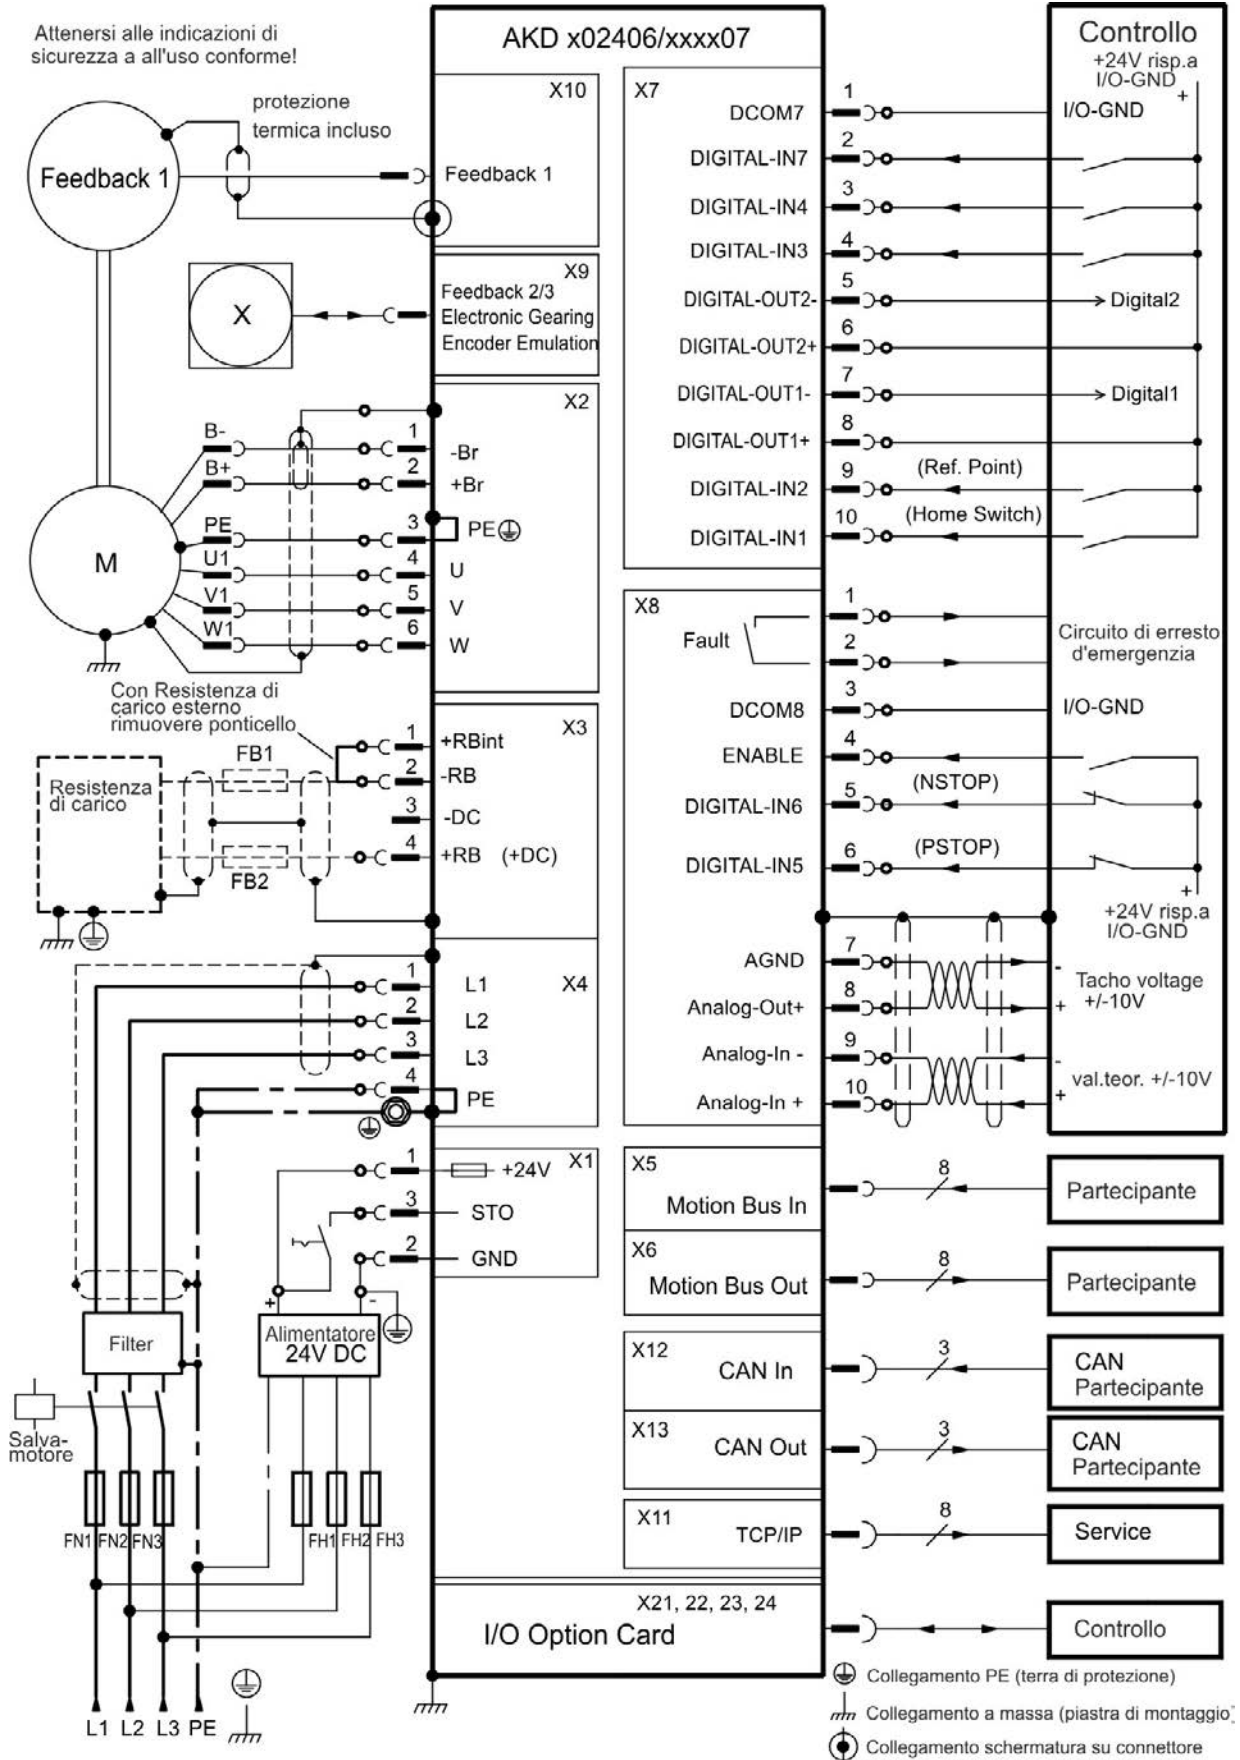 Attenersi alle indicazioni di
sicurezza a all'uso conforme!
AKD x02406/xxxx07
protezione
termica incluso
Feedback 1
X10
Feedback 1
X
X9
Feedback 2/3
Electronic Gearing
Encoder Emulation
X2
B-
1
-Br
B+
2
+Br
PE
3
PE
U1
4
U
V1
5
V
W1
6
W
M
Con Resistenza di
carico esterno
rimuovere ponticello
X3
1
+RBint
2
-RB
3
-DC
4
+RB (+DC)
FB1
FB2
Resistenza
di carico
X4
1
L1
2
L2
3
L3
4
PE
X1
1
+24V
3
STO
2
GND
+
-
Alimentatore
24V DC
Filter
Salva-
motore
FN1
FN2
FN3
FH1
FH2
FH3
L1
L2
L3
PE
X7
1
DCOM7
2
DIGITAL-IN7
3
DIGITAL-IN4
4
DIGITAL-IN3
5
DIGITAL-OUT2-
6
DIGITAL-OUT2+
7
DIGITAL-OUT1-
8
DIGITAL-OUT1+
9
DIGITAL-IN2
(Ref. Point)
10
DIGITAL-IN1
(Home Switch)
X8
Fault
1
2
3
DCOM8
4
ENABLE
5
DIGITAL-IN6
(NSTOP)
6
DIGITAL-IN5
(PSTOP)
7
AGND
8
Analog-Out+
9
Analog-In -
10
Analog-In +
Controllo
+24V risp.a
I/O-GND
+
I/O-GND
Digital2
Digital1
Circuito di erresto
d'emergenzia
I/O-GND
+
+24V risp.a
I/O-GND
-
Tacho voltage
+/-10V
+
-
val.teor. +/-10V
+
X5
Motion Bus In
8
Partecipante
X6
Motion Bus Out
8
Partecipante
X12
CAN In
3
CAN
Partecipante
X13
CAN Out
3
CAN
Partecipante
X11
TCP/IP
8
Service
X21, 22, 23, 24
I/O Option Card
Controllo
Collegamento PE (terra di protezione)
Collegamento a massa (piastra di montaggio)
Collegamento schermatura su connettore